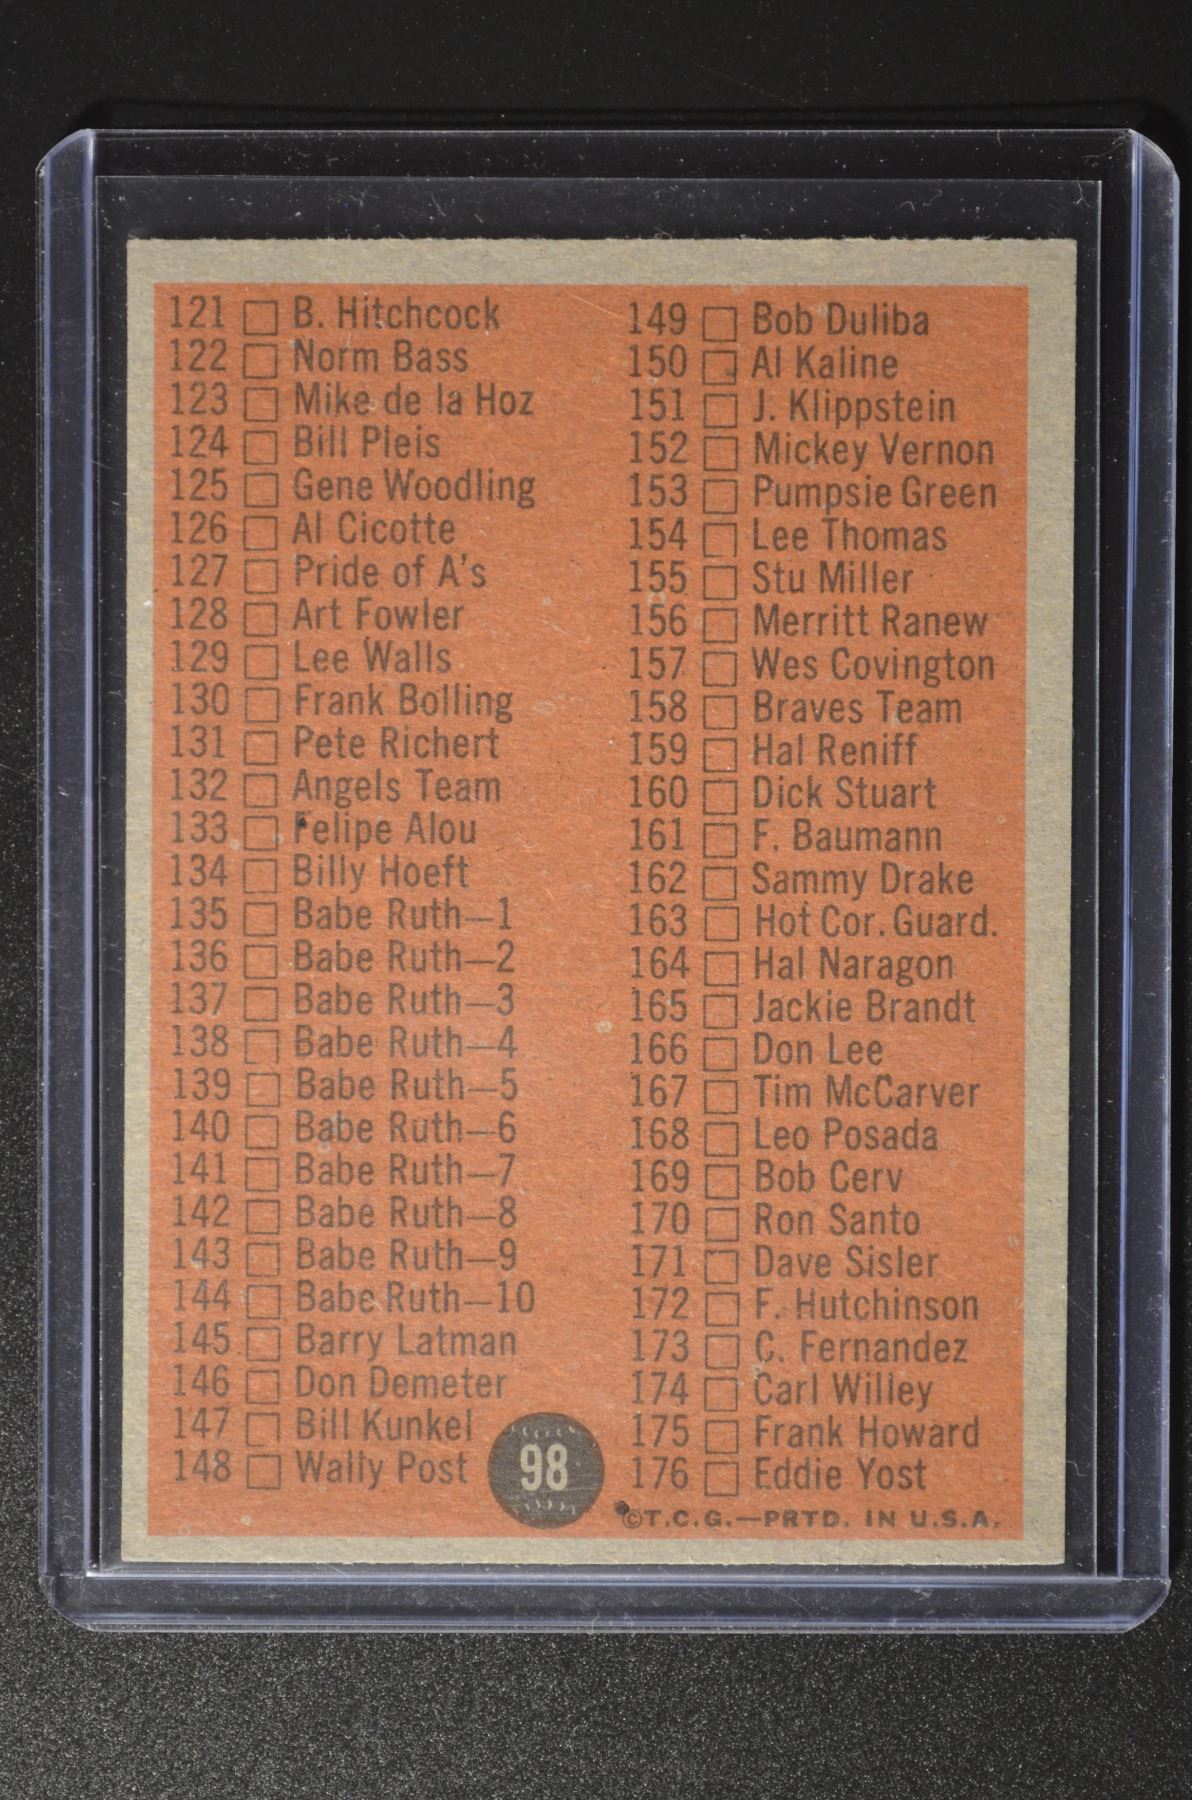 121 B. Hitchcock
122 Norm Bass
123 Mike de la Hoz
124 Bill Pleis
125 Gene Woodling
126 Al Cicotte
127 Pride of A's
128 Art Fowler
129 Lee Walls
130 Frank Bolling
131 Pete Richert
132 Angels Team
133 Felipe Alou
134 Billy Hoeft
135 Babe Ruth—1
136 Babe Ruth—2
137 Babe Ruth—3
138 Babe Ruth—4
139 Babe Ruth—5
140 Babe Ruth—6
141 Babe Ruth—7
142 Babe Ruth—8
143 Babe Ruth—9
144 Babe Ruth—10
145 Barry Latman
146 Don Demeter
147 Bill Kunkel
148 Wally Post
149 Bob Duliba
150 Al Kaline
151 J. Klippstein
152 Mickey Vernon
153 Pumpsie Green
154 Lee Thomas
155 Stu Miller
156 Merritt Ranew
157 Wes Covington
158 Braves Team
159 Hal Reniff
160 Dick Stuart
161 F. Baumann
162 Sammy Drake
163 Hot Cor. Guard.
164 Hal Naragon
165 Jackie Brandt
166 Don Lee
167 Tim McCarver
168 Leo Posada
169 Bob Cerv
170 Ron Santo
171 Dave Sisler
172 F. Hutchinson
173 C. Fernandez
174 Carl Willey
175 Frank Howard
176 Eddie Yost
98
©T.C.G.—PRTD. IN U.S.A.